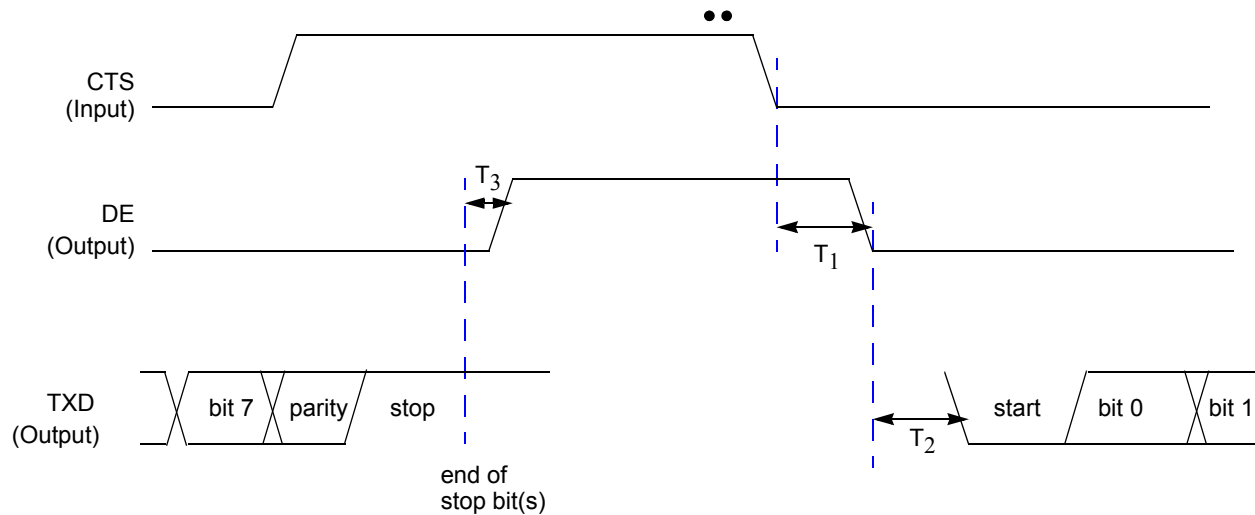 CTS
(Input)
T3
DE
(Output)
T1
TXD
(Output)
bit 7
parity
stop
T2
start
bit 0
bit 1
end of
stop bit(s)